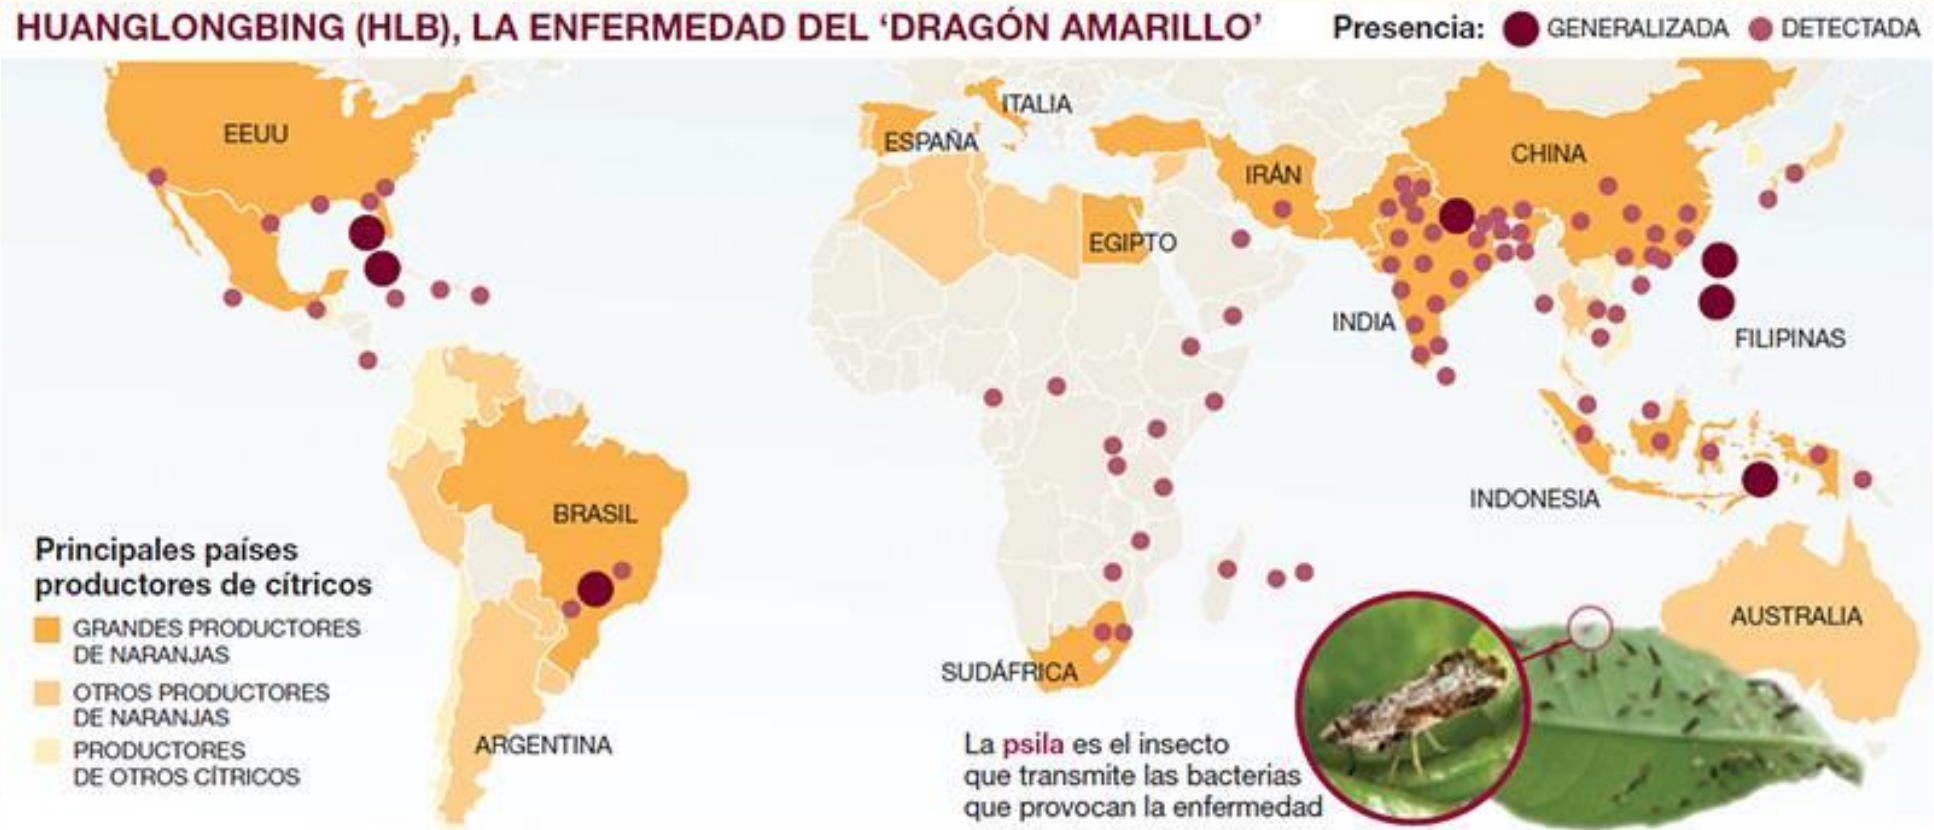 HUANGLONGBING (HLB), LA ENFERMEDAD DEL ‘DRAGÓN AMARILLO’
Presencia: GENERALIZADA DETECTADA
EEUU
ITALIA
ESPAÑA
IRÁN
CHINA
EGIPTO
INDIA
FILIPINAS
BRASIL
INDONESIA
AUSTRALIA
SUDÁFRICA
ARGENTINA
Principales países
productores de cítricos
GRANDES PRODUCTORES
DE NARANJAS
OTROS PRODUCTORES
DE NARANJAS
PRODUCTORES
DE OTROS CÍTRICOS
La psila es el insecto
que transmite las bacterias
que provocan la enfermedad